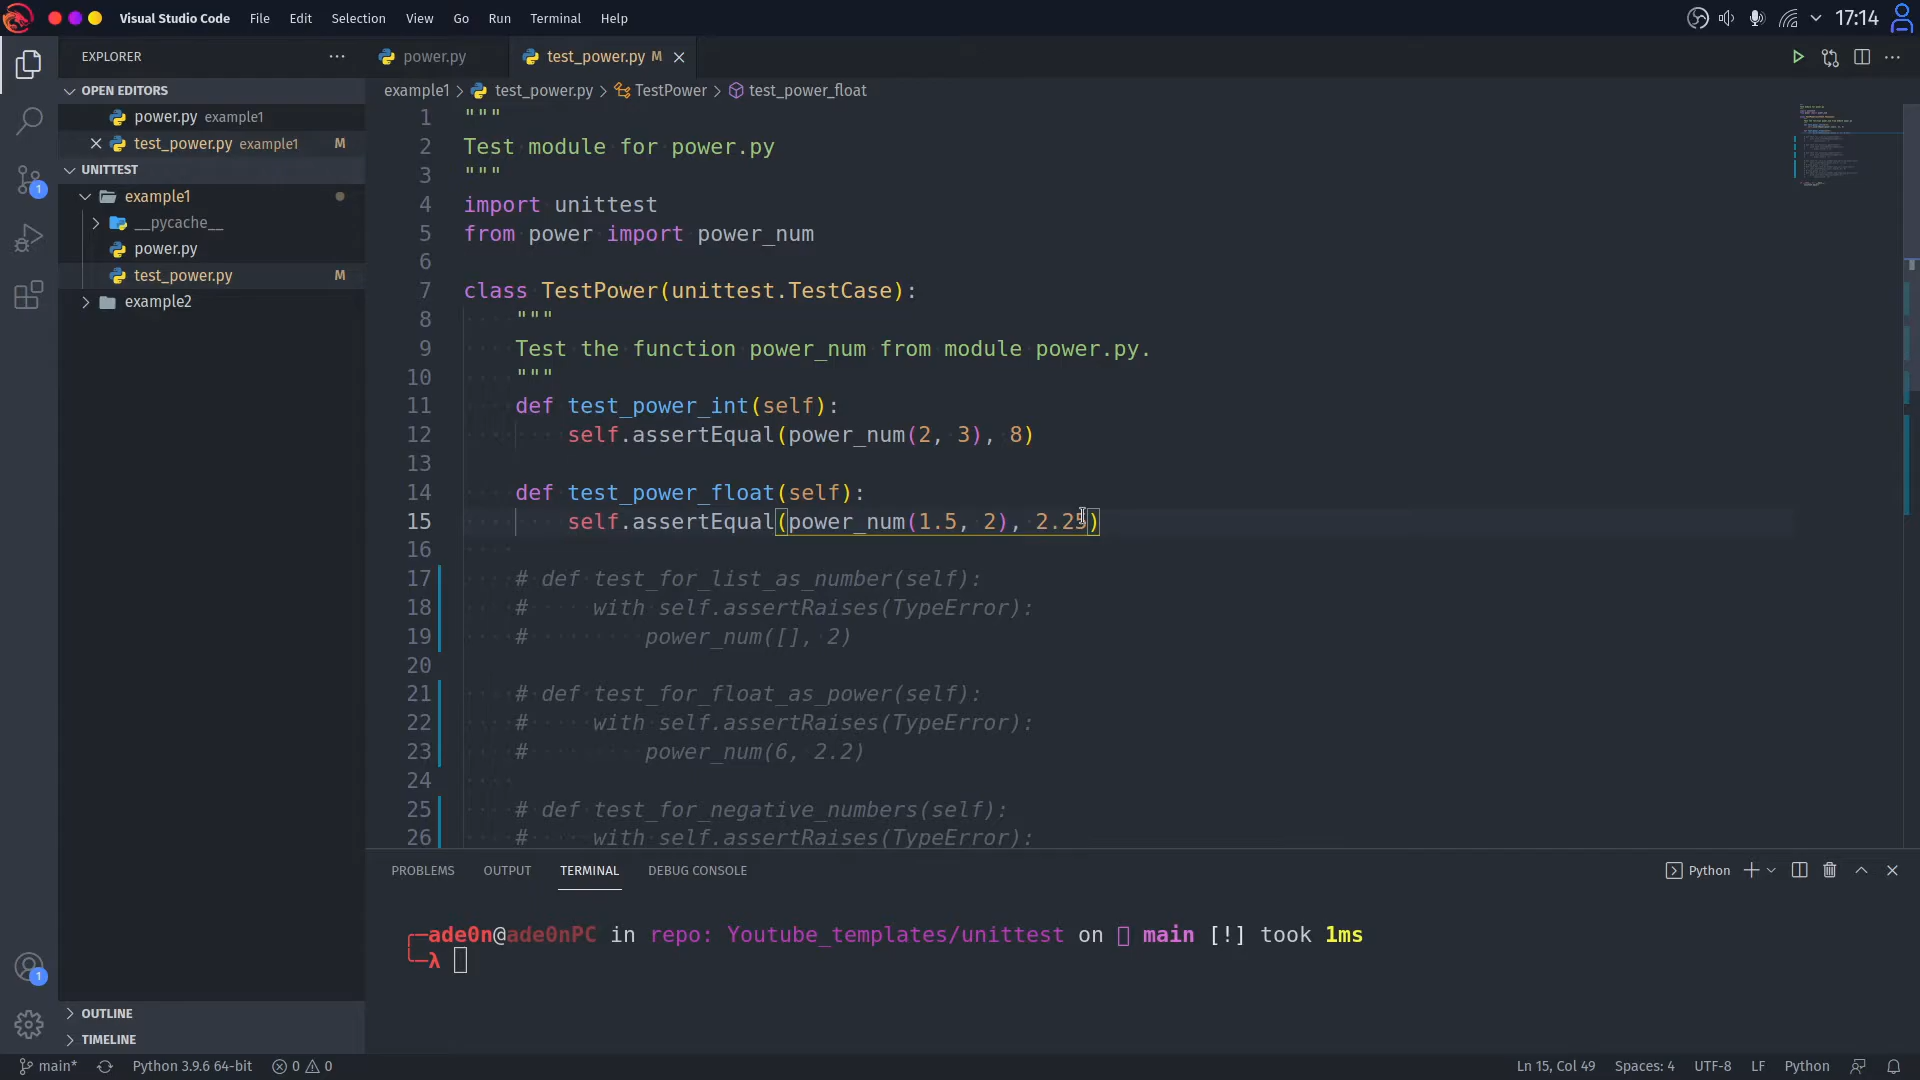 Visual Studio Code File Edit Selection View Go Run Terminal Help 17:14
EXPLORER
OPEN EDITORS
power.py example1
test_power.py example1 M
UNITTEST
example1
__pycache__
power.py
test_power.py M
example2
OUTLINE
TIMELINE
1
1
power.py test_power.py M
example1 > test_power.py > TestPower > test_power_float
1 """
2 Test module for power.py
3 """
4 import unittest
5 from power import power_num
6
7 class TestPower(unittest.TestCase):
8 """
9 Test the function power_num from module power.py.
10 """
11 def test_power_int(self):
12 self.assertEqual(power_num(2, 3), 8)
13
14 def test_power_float(self):
15 self.assertEqual(power_num(1.5, 2), 2.25)
16
17 # def test_for_list_as_number(self):
18 # with self.assertRaises(TypeError):
19 # power_num([], 2)
20
21 # def test_for_float_as_power(self):
22 # with self.assertRaises(TypeError):
23 # power_num(6, 2.2)
24
25 # def test_for_negative_numbers(self):
26 # with self.assertRaises(TypeError):
PROBLEMS OUTPUT TERMINAL DEBUG CONSOLE Python
ade0n@ade0nPC in repo: Youtube_templates/unittest on main [!] took 1ms
λ
main* Python 3.9.6 64-bit 0 0 Ln 15, Col 49 Spaces: 4 UTF-8 LF Python